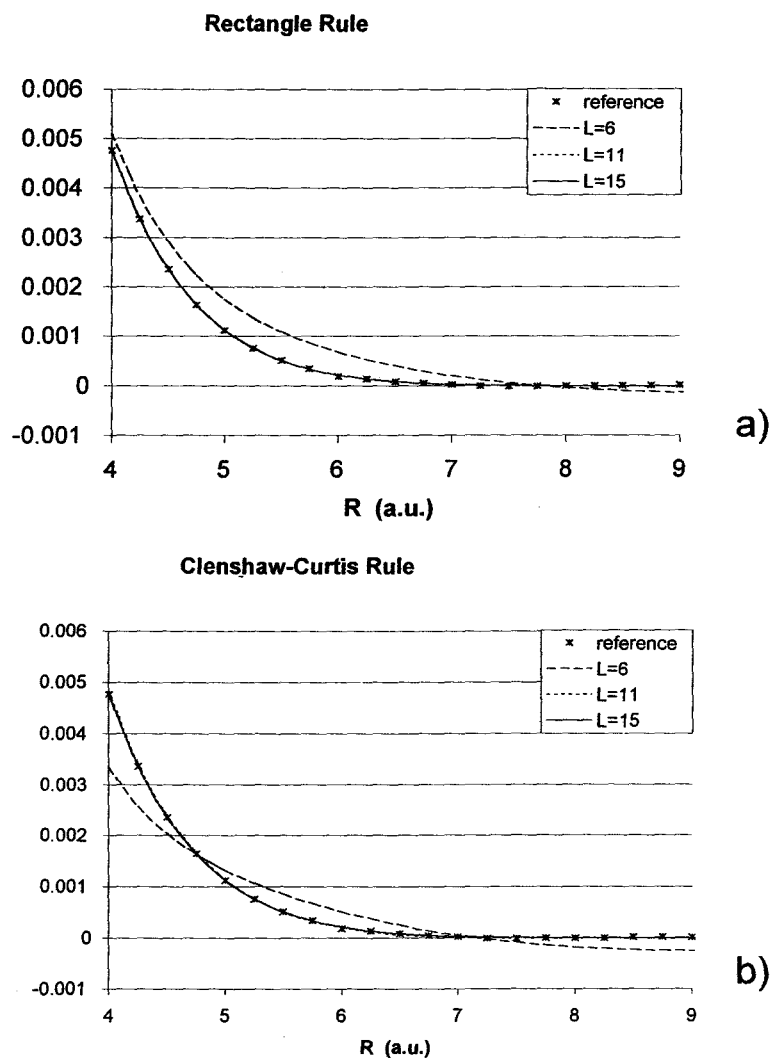 Rectangle Rule
0.006
0.005
0.004
0.003
0.002
0.001
0
-0.001
reference
L=6
L=11
L=15
4 5 6 7 8 9
R (a.u.)
a)
Clenshaw-Curtis Rule
0.006
0.005
0.004
0.003
0.002
0.001
0
-0.001
reference
L=6
L=11
L=15
4 5 6 7 8 9
R (a.u.)
b)